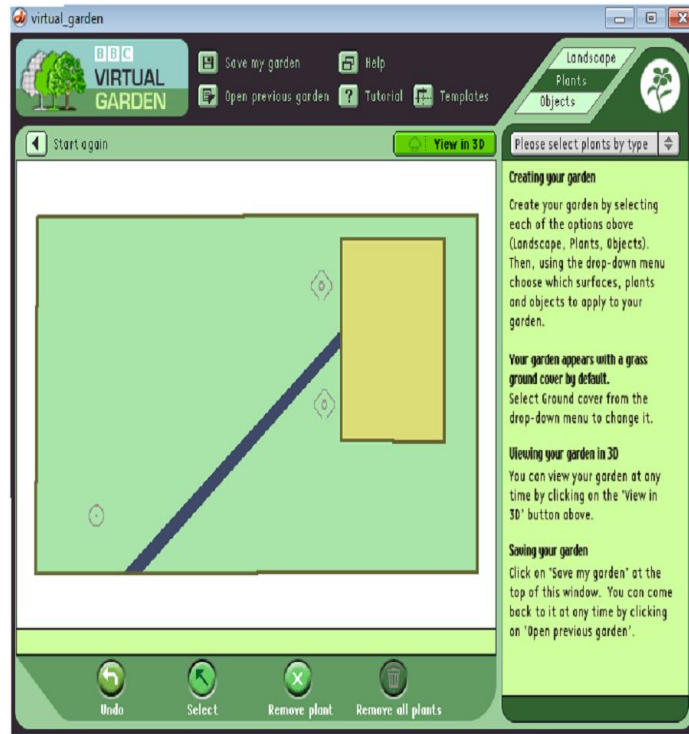 virtual_garden
BBC
VIRTUAL
GARDEN
Save my garden
Help
Open previous garden
? Tutorial
Templates
Landscape
Plants
Objects
Start again
View in 3D
Please select plants by type
Creating your garden
Create your garden by selecting
each of the options above
(Landscape, Plants, Objects).
Then, using the drop-down menu
choose which surfaces, plants
and objects to apply to your
garden.
Your garden appears with a grass
ground cover by default.
Select Ground cover from the
drop-down menu to change it.
Viewing your garden in 3D
You can view your garden at any
time by clicking on the 'View in
3D' button above.
Saving your garden
Click on "Save my garden" at the
top of this window. You can come
back to it at any time by clicking
on 'Open previous garden'.
Undo
Select
Remove plant
Remove all plants